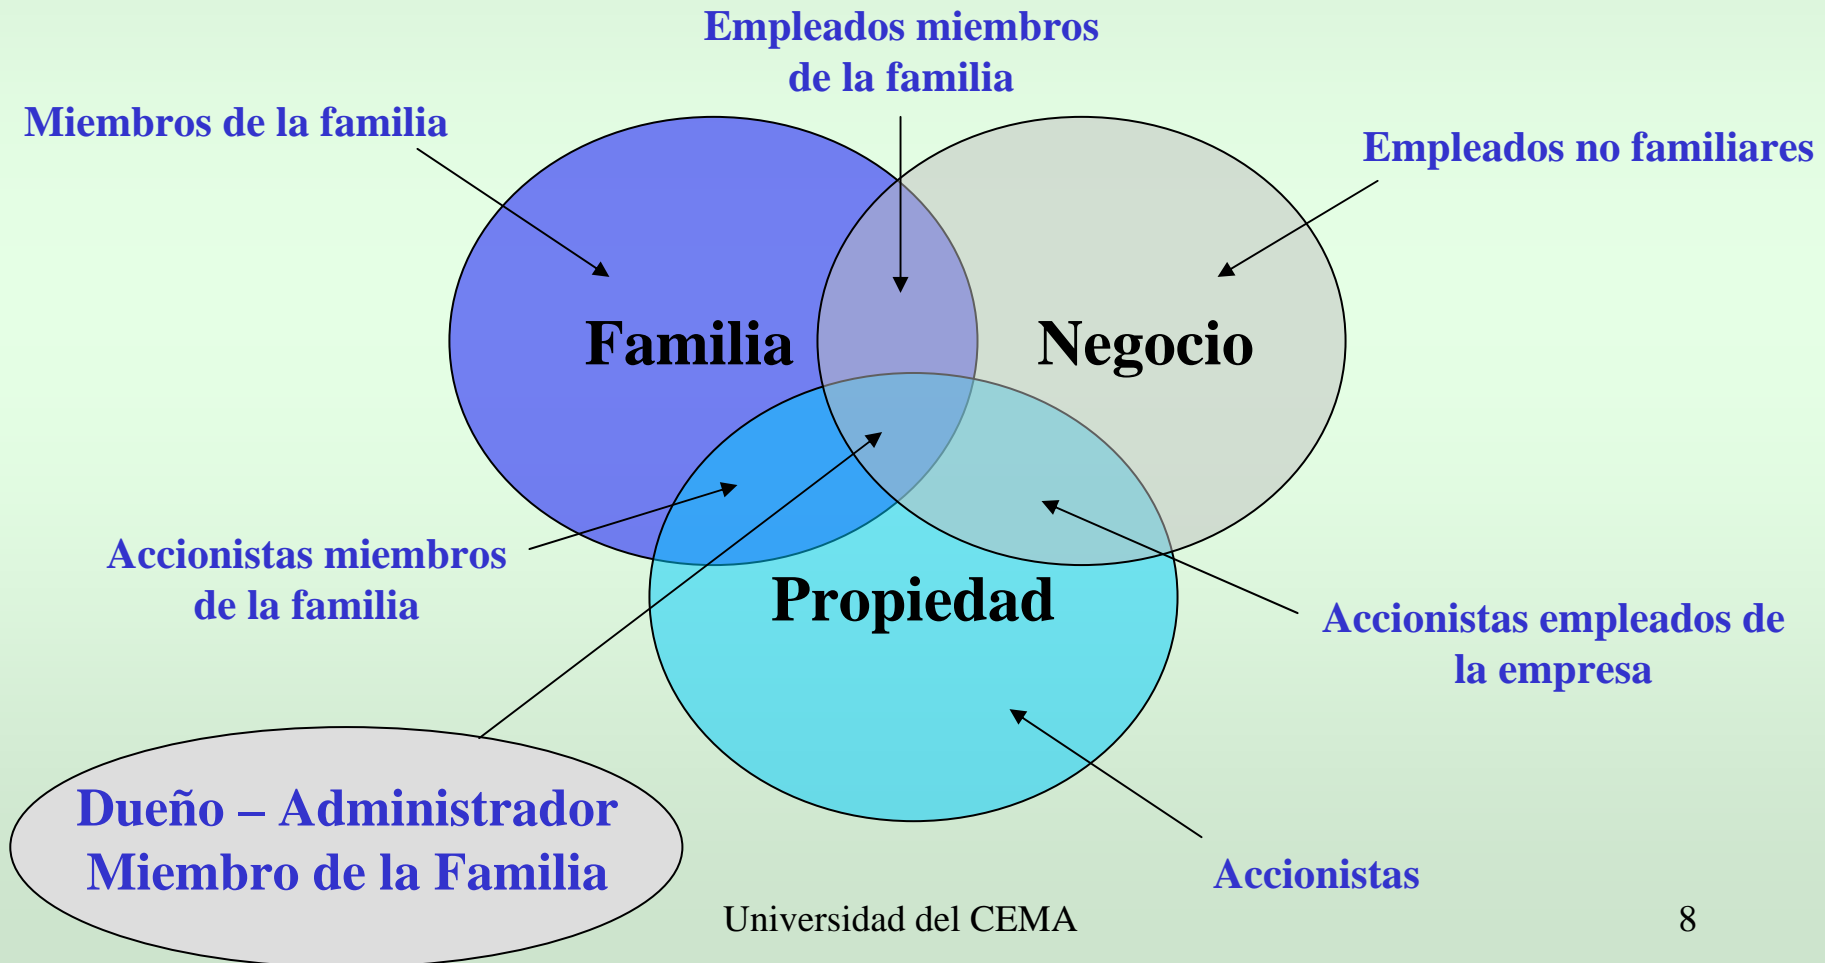 Empleados miembros
de la familia
Miembros de la familia
Empleados no familiares
Familia
Negocio
Accionistas miembros
de la familia
Propiedad
Accionistas empleados de
la empresa
Dueño – Administrador
Miembro de la Familia
Accionistas
Universidad del CEMA
8